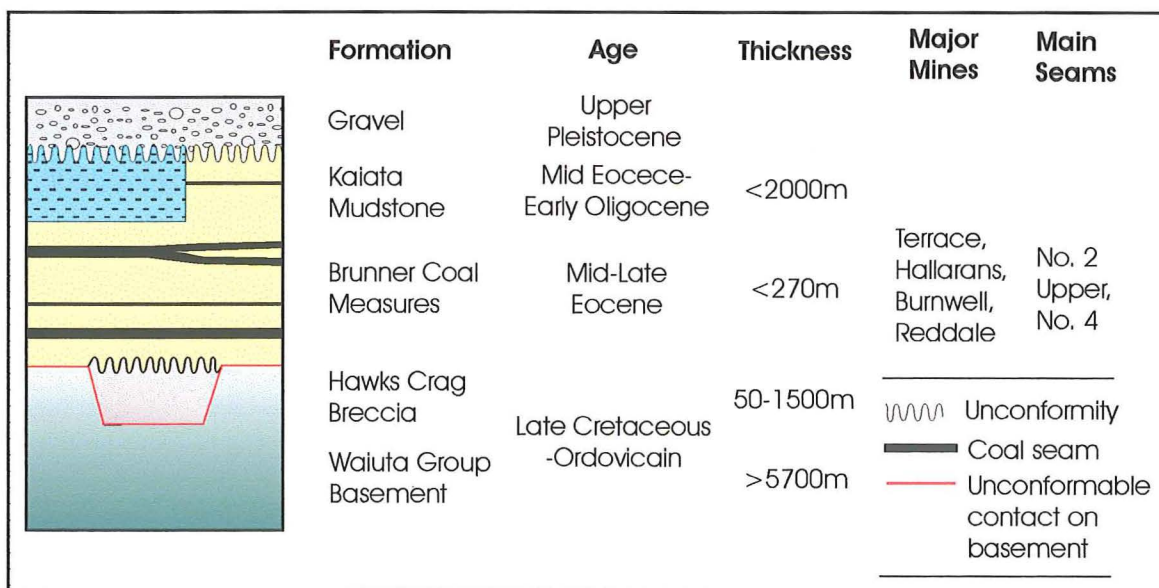 Formation
Age
Thickness
Major
Mines
Main
Seams
Gravel
Upper
Pleistocene
Kaiata
Mudstone
Mid Eocece-
Early Oligocene
<2000m
Brunner Coal
Measures
Mid-Late
Eocene
<270m
Terrace,
Hallarans,
Burnwell,
Reddale
No. 2
Upper,
No. 4
Hawks Crag
Breccia
50-1500m
Late Cretaceous
-Ordovicain
Waiuta Group
Basement
>5700m
Unconformity
Coal seam
Unconformable
contact on
basement